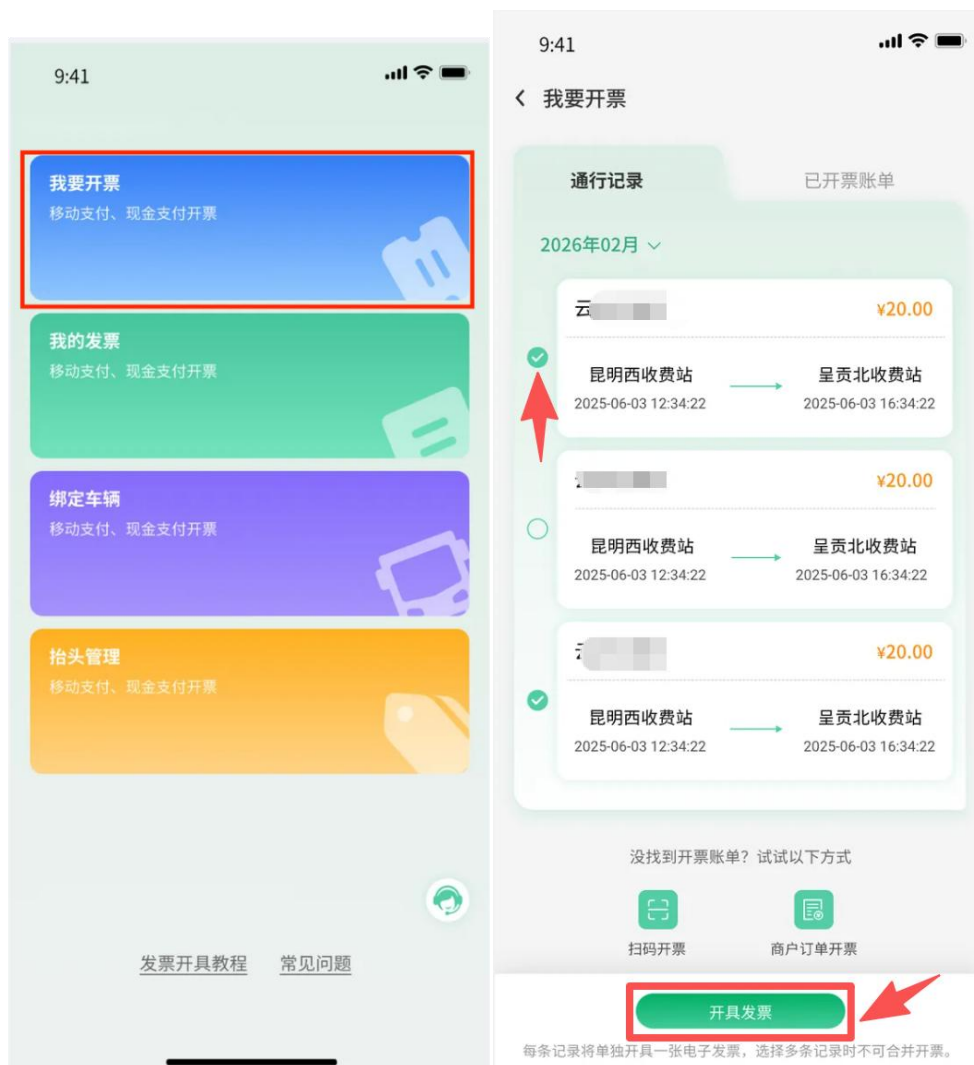 9:41
我要开票
移动支付、现金支付开票
我的发票
移动支付、现金支付开票
绑定车辆
移动支付、现金支付开票
抬头管理
移动支付、现金支付开票
发票开具教程 常见问题
9:41
我要开票
通行记录 已开票账单
2026年02月
云 ¥20.00
昆明西收费站 呈贡北收费站
2025-06-03 12:34:22 2025-06-03 16:34:22
¥20.00
昆明西收费站 呈贡北收费站
2025-06-03 12:34:22 2025-06-03 16:34:22
¥20.00
昆明西收费站 呈贡北收费站
2025-06-03 12:34:22 2025-06-03 16:34:22
没找到开票账单？试试以下方式
扫码开票 商户订单开票
开具发票
每条记录将单独开具一张电子发票，选择多条记录时不可合并开票。